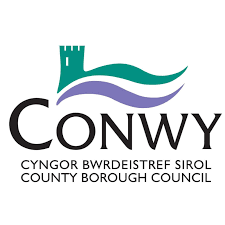 CONWY
CYNGOR BWRDEISTREF SIROL
COUNTY BOROUGH COUNCIL